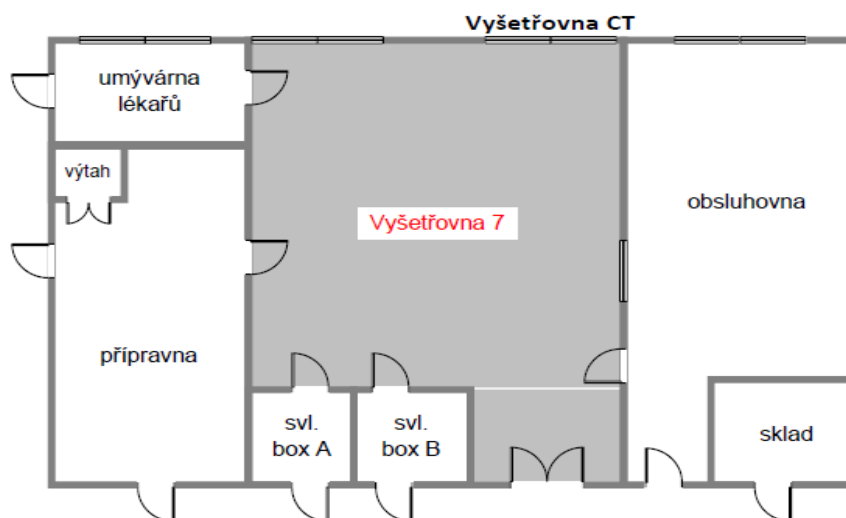 Vyšetřovna CT
umývárna
lékařů
výtah
Vyšetřovna 7
obsluhovna
přípravna
svl.
box A
svl.
box B
sklad